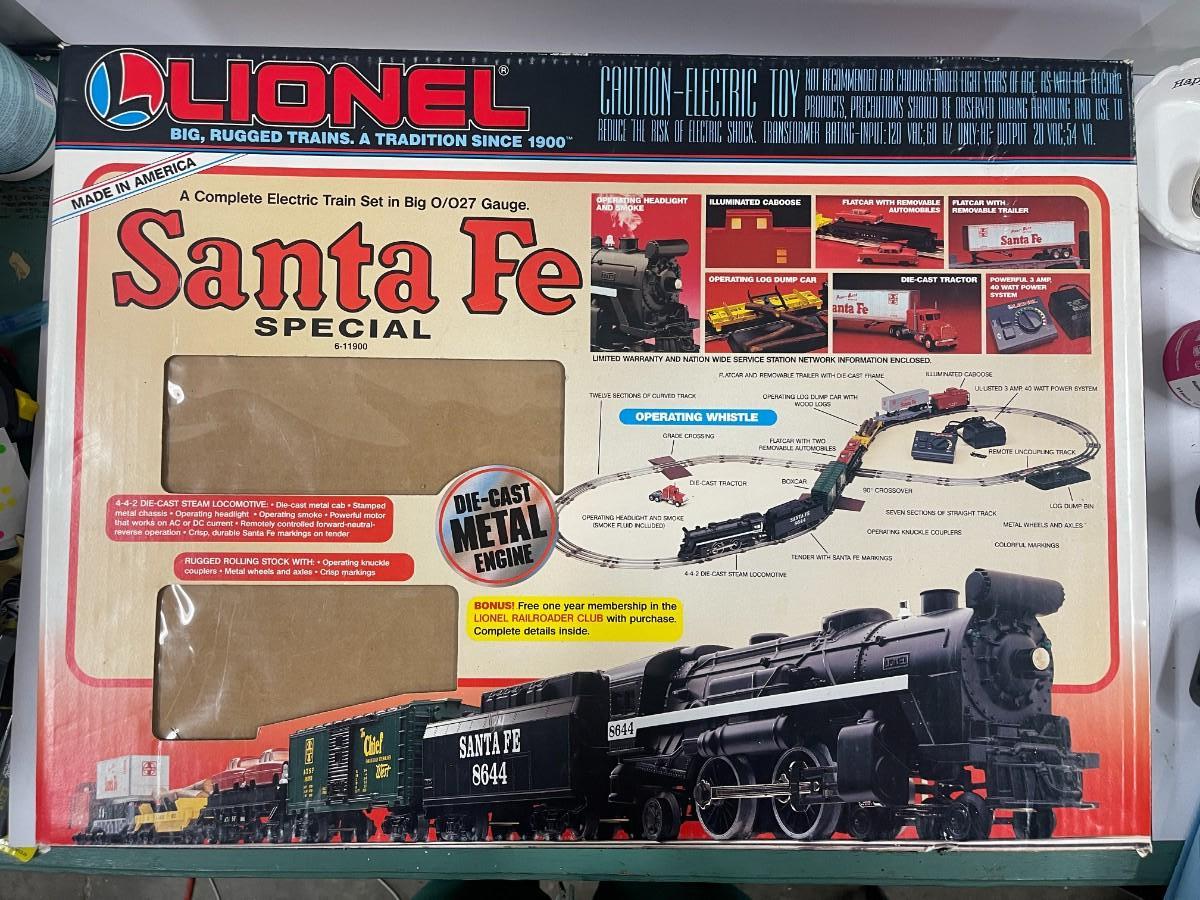 LIONEL®
BIG, RUGGED TRAINS. A TRADITION SINCE 1900™
CAUTION-ELECTRIC TOY
NOT RECOMMENDED FOR CHILDREN UNDER EIGHT YEARS OF AGE. AS WITH ALL ELECTRIC
PRODUCTS, PRECAUTIONS SHOULD BE OBSERVED DURING HANDLING AND USE TO
REDUCE THE RISK OF ELECTRIC SHOCK. TRANSFORMER RATING-INPUT: 120 VAC; 60 HZ ONLY; OUTPUT 20 VAC; 54 VA.
MADE IN AMERICA
A Complete Electric Train Set in Big O/O27 Gauge.
Santa Fe
SPECIAL
6-11900
OPERATING HEADLIGHT
AND SMOKE
ILLUMINATED CABOOSE
FLATCAR WITH REMOVABLE
AUTOMOBILES
FLATCAR WITH
REMOVABLE TRAILER
Santa Fe
OPERATING LOG DUMP CAR
DIE-CAST TRACTOR
anta Fe
POWERFUL 3 AMP.
40 WATT POWER
SYSTEM
LIMITED WARRANTY AND NATION WIDE SERVICE STATION NETWORK INFORMATION ENCLOSED.
FLATCAR AND REMOVABLE TRAILER WITH DIE-CAST FRAME
ILLUMINATED CABOOSE
TWELVE SECTIONS OF CURVED TRACK
OPERATING LOG DUMP CAR WITH
WOOD LOGS
UL-LISTED 3 AMP. 40 WATT POWER SYSTEM
Santa Fe
OPERATING WHISTLE
GRADE CROSSING
FLATCAR WITH TWO
REMOVABLE AUTOMOBILES
REMOTE UNCOUPLING TRACK
DIE-CAST TRACTOR
BOXCAR
90° CROSSOVER
LOG DUMP BIN
SEVEN SECTIONS OF STRAIGHT TRACK
OPERATING HEADLIGHT AND SMOKE
(SMOKE FLUID INCLUDED)
SANTA FE
8644
METAL WHEELS AND AXLES
OPERATING KNUCKLE COUPLERS
COLORFUL MARKINGS
TENDER WITH SANTA FE MARKINGS
4-4-2 DIE-CAST STEAM LOCOMOTIVE
DIE-CAST
METAL
ENGINE
4-4-2 DIE-CAST STEAM LOCOMOTIVE: • Die-cast metal cab • Stamped
metal chassis • Operating headlight • Operating smoke • Powerful motor
that works on AC or DC current • Remotely controlled forward-neutral-
reverse operation • Crisp, durable Santa Fe markings on tender
RUGGED ROLLING STOCK WITH: • Operating knuckle
couplers • Metal wheels and axles • Crisp markings
BONUS! Free one year membership in the
LIONEL RAILROADER CLUB with purchase.
Complete details inside.
LIONEL
8644
SANTA FE
8644
The
Chief
West
Santa Fe